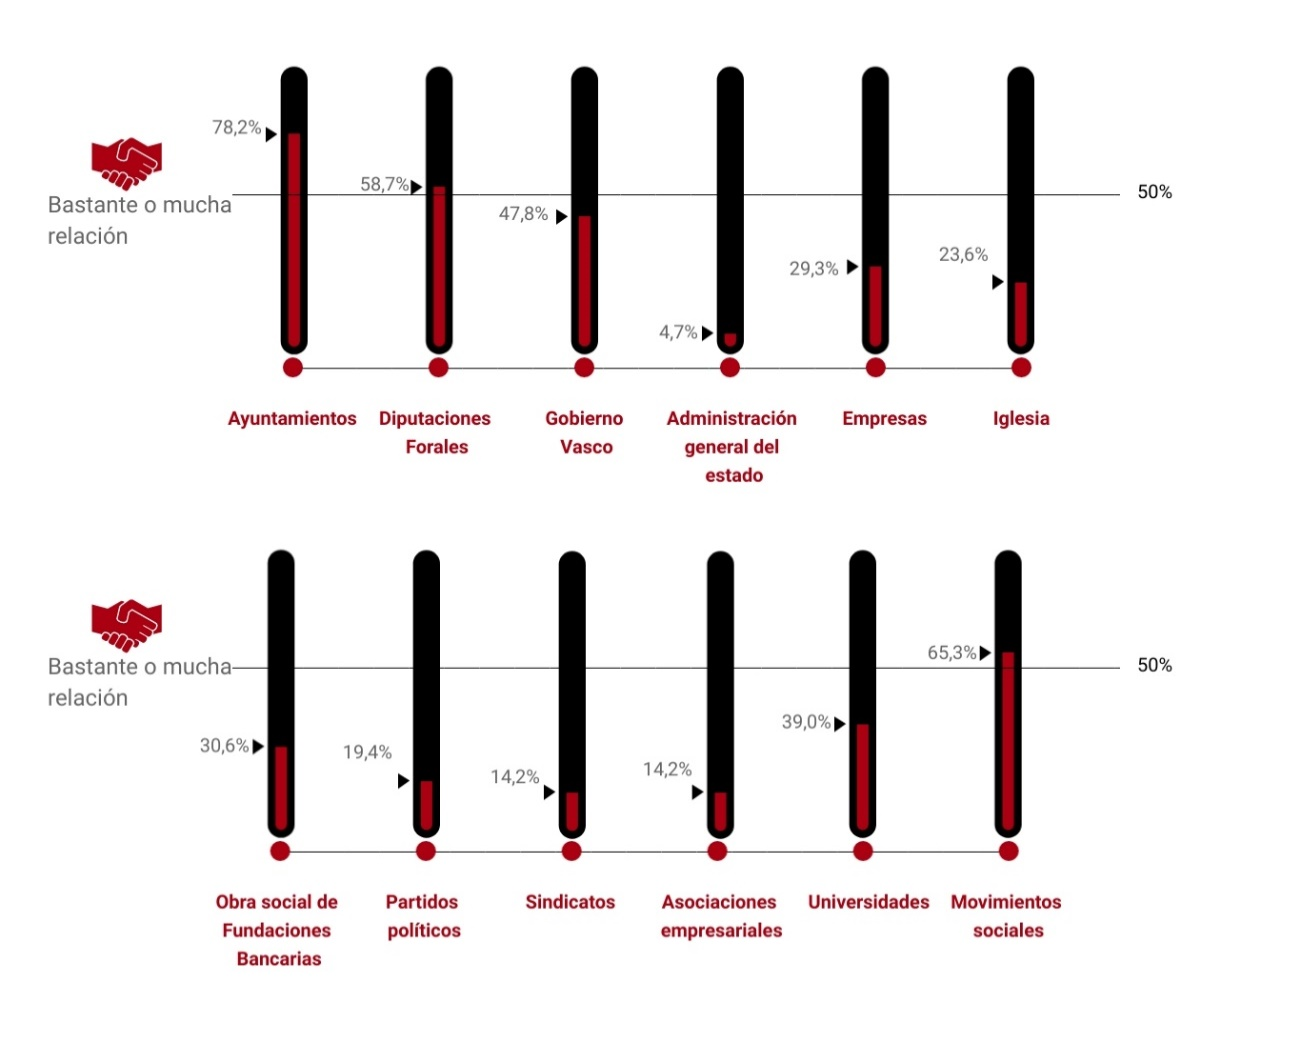 78,2%
58,7%
50%
Bastante o mucha
relación
47,8%
29,3%
23,6%
4,7%
Ayuntamientos
Diputaciones
Forales
Gobierno
Vasco
Administración
general del
estado
Empresas
Iglesia
65,3%
50%
Bastante o mucha
relación
30,6%
19,4%
14,2%
14,2%
39,0%
Obra social de
Fundaciones
Bancarias
Partidos
políticos
Sindicatos
Asociaciones
empresariales
Universidades
Movimientos
sociales